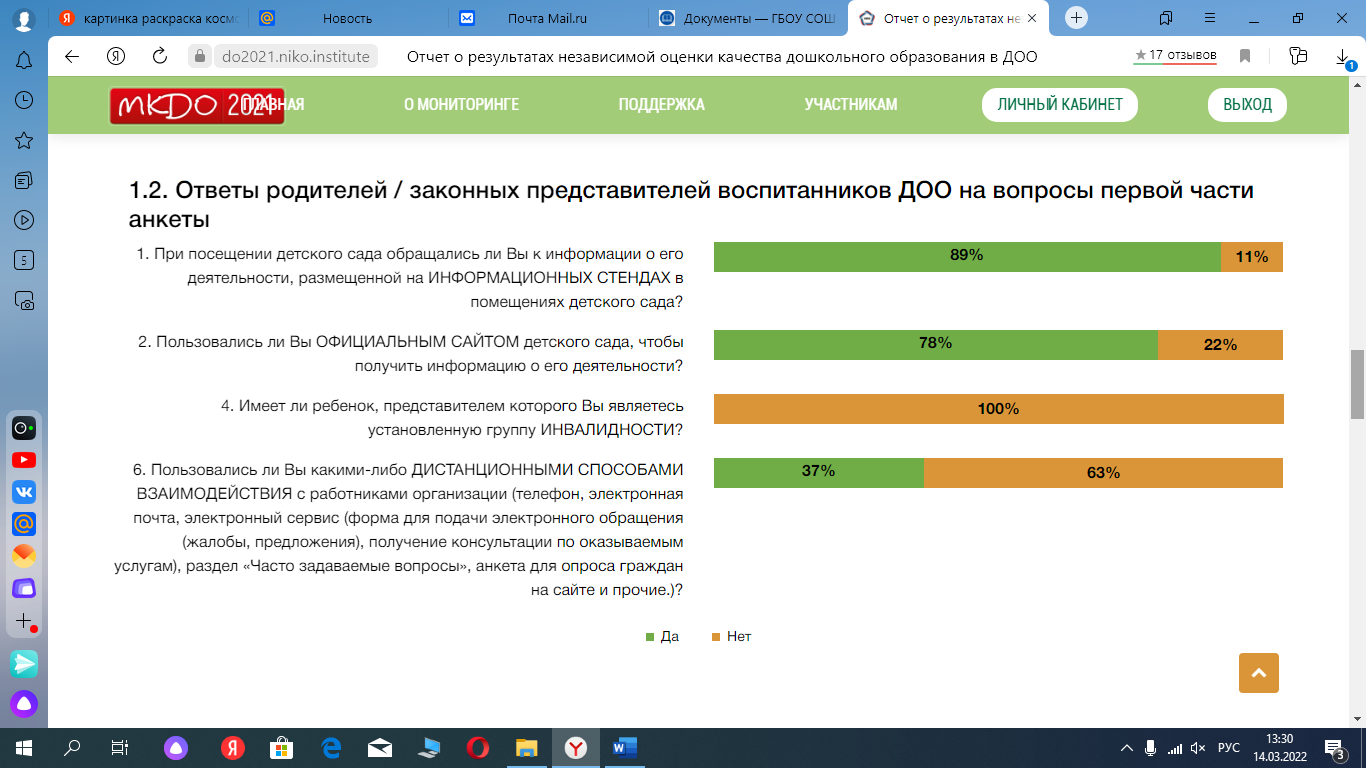 картинка раскраска косм
Новость
Почта Mail.ru
Документы — ГБОУ СОШ
Отчет о результатах не
do2021.niko.institute
Отчет о результатах независимой оценки качества дошкольного образования в ДОО
★ 17 отзывов
1
MKDO 2021
ГЛАВНАЯ
О МОНИТОРИНГЕ
ПОДДЕРЖКА
УЧАСТНИКАМ
ЛИЧНЫЙ КАБИНЕТ
ВЫХОД
1.2. Ответы родителей / законных представителей воспитанников ДОО на вопросы первой части
анкеты
1. При посещении детского сада обращались ли Вы к информации о его
деятельности, размещенной на ИНФОРМАЦИОННЫХ СТЕНДАХ в
помещениях детского сада?
89%
11%
2. Пользовались ли Вы ОФИЦИАЛЬНЫМ САЙТОМ детского сада, чтобы
получить информацию о его деятельности?
78%
22%
4. Имеет ли ребенок, представителем которого Вы являетесь
установленную группу ИНВАЛИДНОСТИ?
100%
6. Пользовались ли Вы какими-либо ДИСТАНЦИОННЫМИ СПОСОБАМИ
ВЗАИМОДЕЙСТВИЯ с работниками организации (телефон, электронная
почта, электронный сервис (форма для подачи электронного обращения
(жалобы, предложения), получение консультации по оказываемым
услугам), раздел «Часто задаваемые вопросы», анкета для опроса граждан
на сайте и прочие.)?
37%
63%
Да
Нет
5
РУС
13:30
14.03.2022
3